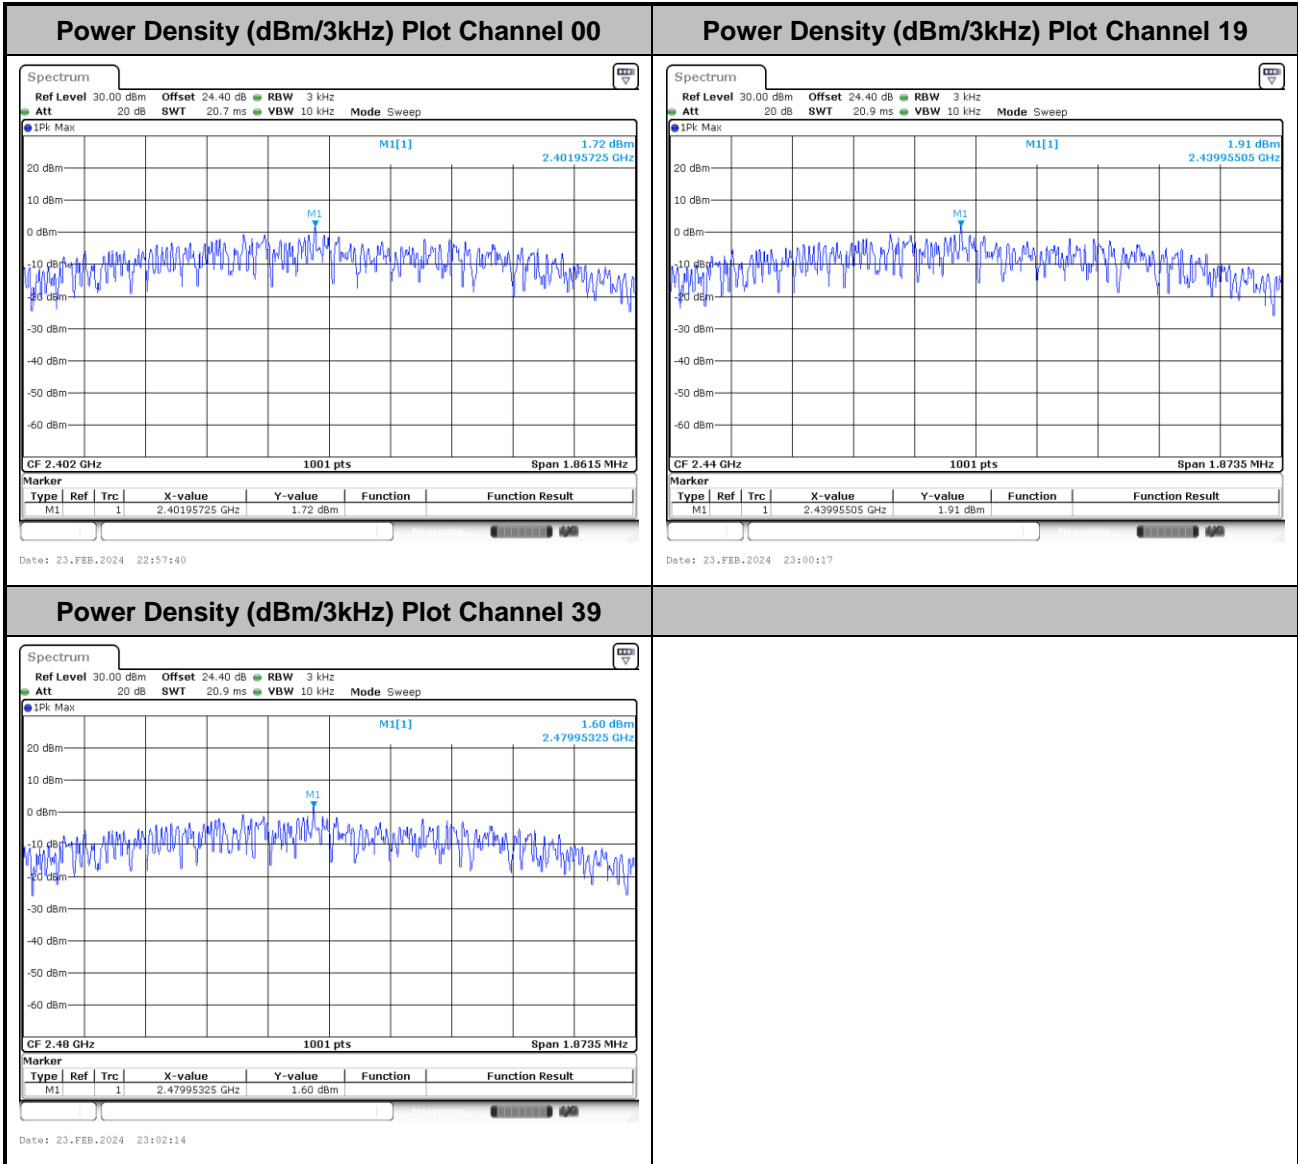 Power Density (dBm/3kHz) Plot Channel 00
Spectrum
Ref Level 30.00 dBm Offset 24.40 dB RBW 3 kHz
Att 20 dB SWT 20.7 ms VBW 10 kHz Mode Sweep
1Pk Max
M1[1] 1.72 dBm
2.40195725 GHz
20 dBm
10 dBm
M1
0 dBm
-10 dBm
-20 dBm
-30 dBm
-40 dBm
-50 dBm
-60 dBm
CF 2.402 GHz 1001 pts Span 1.8615 MHz
Marker
Type Ref Trc X-value Y-value Function Function Result
M1 1 2.40195725 GHz 1.72 dBm
Date: 23.FEB.2024 22:57:40
Power Density (dBm/3kHz) Plot Channel 19
Spectrum
Ref Level 30.00 dBm Offset 24.40 dB RBW 3 kHz
Att 20 dB SWT 20.9 ms VBW 10 kHz Mode Sweep
1Pk Max
M1[1] 1.91 dBm
2.43995505 GHz
20 dBm
10 dBm
M1
0 dBm
-10 dBm
-20 dBm
-30 dBm
-40 dBm
-50 dBm
-60 dBm
CF 2.44 GHz 1001 pts Span 1.8735 MHz
Marker
Type Ref Trc X-value Y-value Function Function Result
M1 1 2.43995505 GHz 1.91 dBm
Date: 23.FEB.2024 23:00:17
Power Density (dBm/3kHz) Plot Channel 39
Spectrum
Ref Level 30.00 dBm Offset 24.40 dB RBW 3 kHz
Att 20 dB SWT 20.9 ms VBW 10 kHz Mode Sweep
1Pk Max
M1[1] 1.60 dBm
2.47995325 GHz
20 dBm
10 dBm
M1
0 dBm
-10 dBm
-20 dBm
-30 dBm
-40 dBm
-50 dBm
-60 dBm
CF 2.48 GHz 1001 pts Span 1.8735 MHz
Marker
Type Ref Trc X-value Y-value Function Function Result
M1 1 2.47995325 GHz 1.60 dBm
Date: 23.FEB.2024 23:02:14